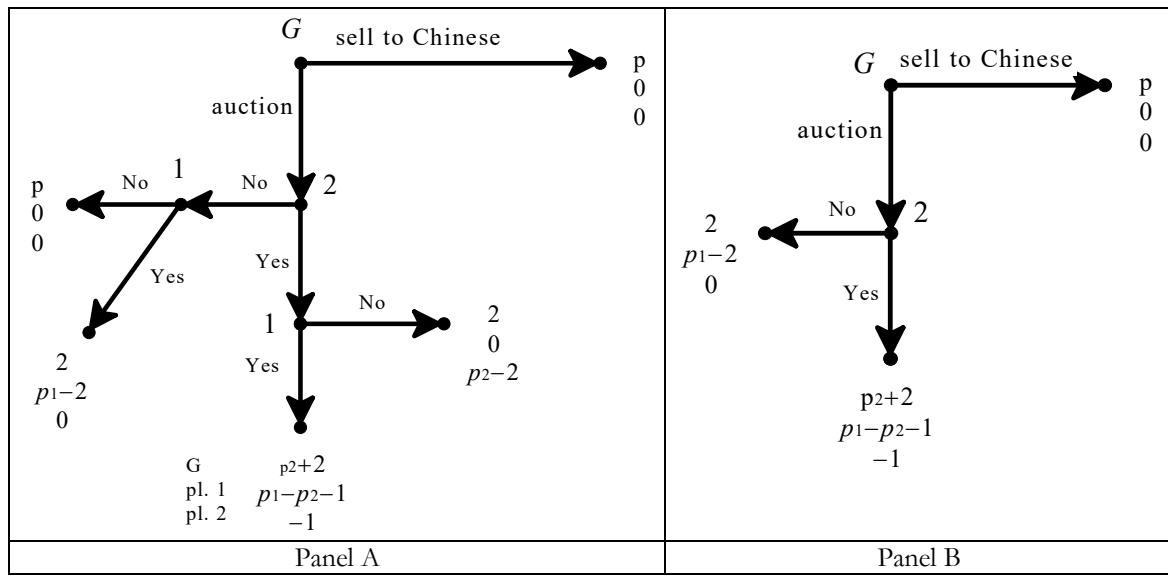 G
sell to Chinese
p
0
0
auction
1
2
No
No
p
0
0
Yes
Yes
1
No
2
0
p2−2
2
p1−2
0
Yes
G
pl. 1
pl. 2
p2+2
p1−p2−1
−1
Panel A
G
sell to Chinese
p
0
0
auction
2
No
2
p1−2
0
Yes
p2+2
p1−p2−1
−1
Panel B